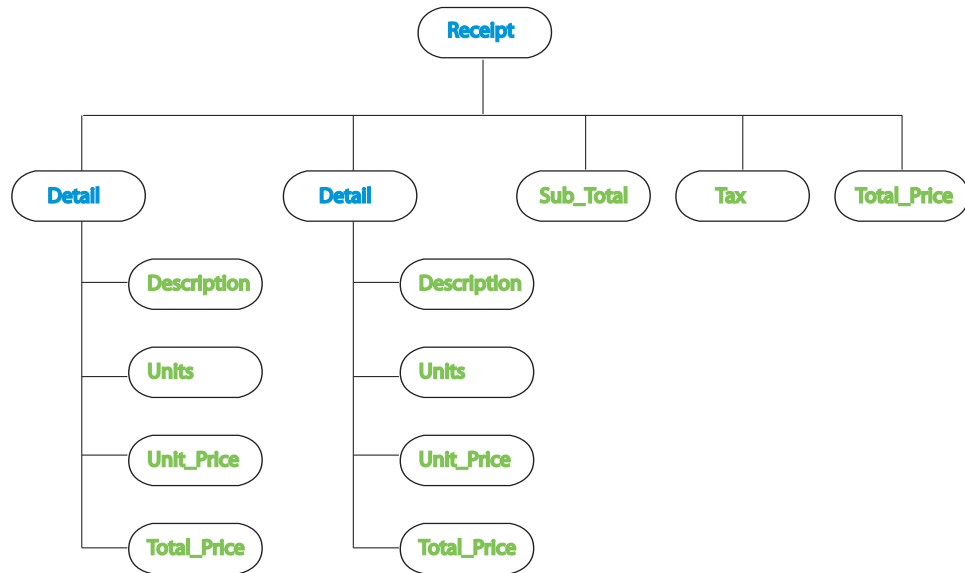 Receipt
Detail
Detail
Sub_Total
Tax
Total_Price
Description
Description
Units
Units
Unit_Price
Unit_Price
Total_Price
Total_Price